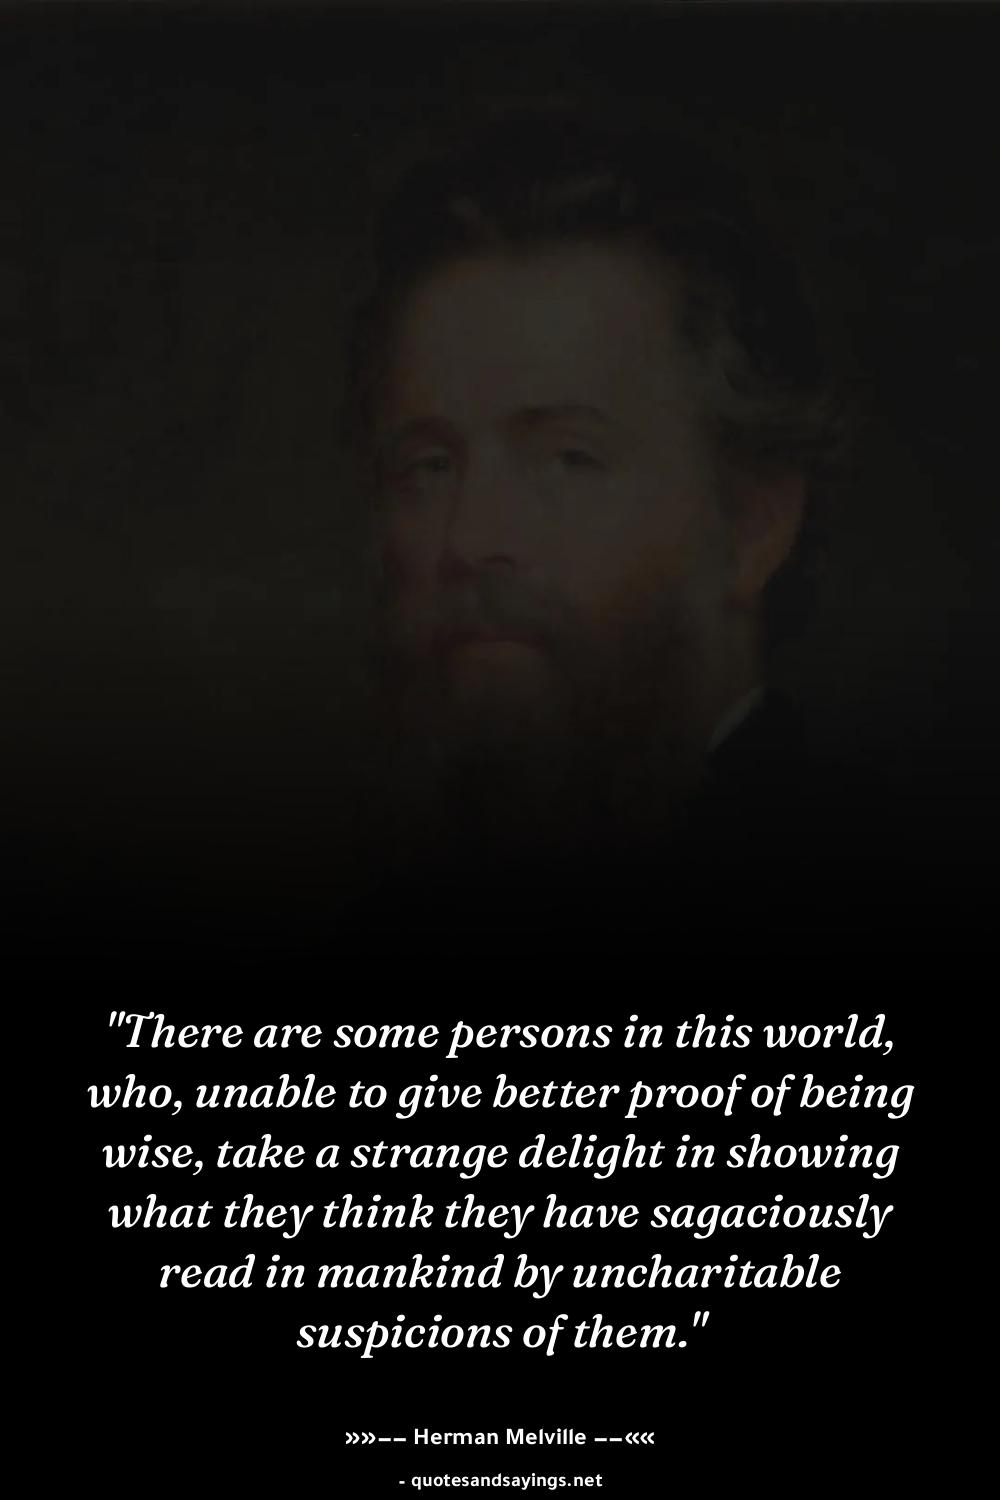 "There are some persons in this world,
who, unable to give better proof of being
wise, take a strange delight in showing
what they think they have sagaciously
read in mankind by uncharitable
suspicions of them."
»»–– Herman Melville ––««
- quotesandsayings.net